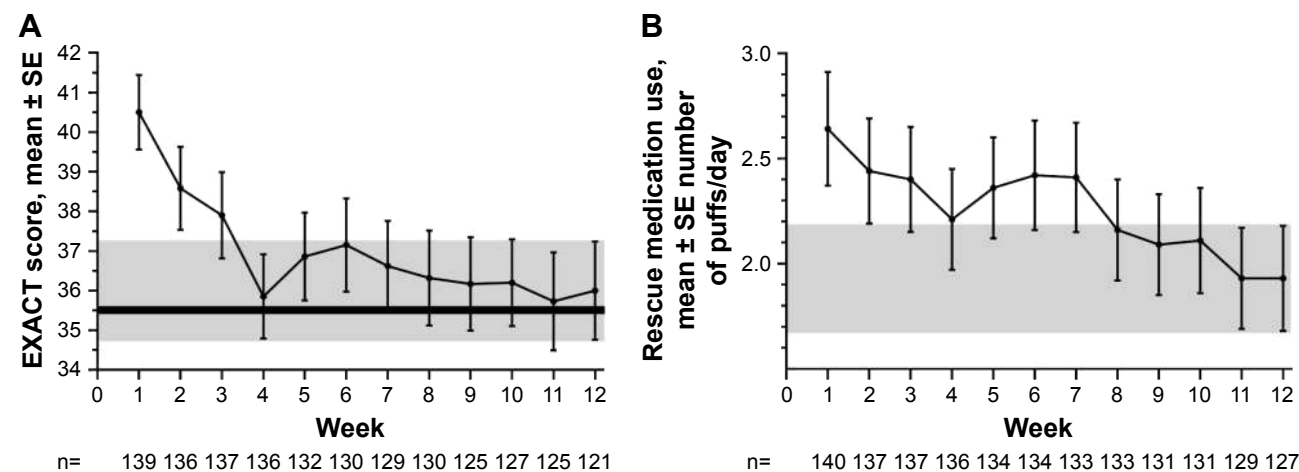 A
EXACT score, mean ± SE
42
41
40
39
38
37
36
35
34
0 1 2 3 4 5 6 7 8 9 10 11 12
Week
n= 139 136 137 136 132 130 129 130 125 127 125 121
B
Rescue medication use,
mean ± SE number
of puffs/day
3.0
2.5
2.0
0 1 2 3 4 5 6 7 8 9 10 11 12
Week
n= 140 137 137 136 134 134 133 133 131 131 129 127